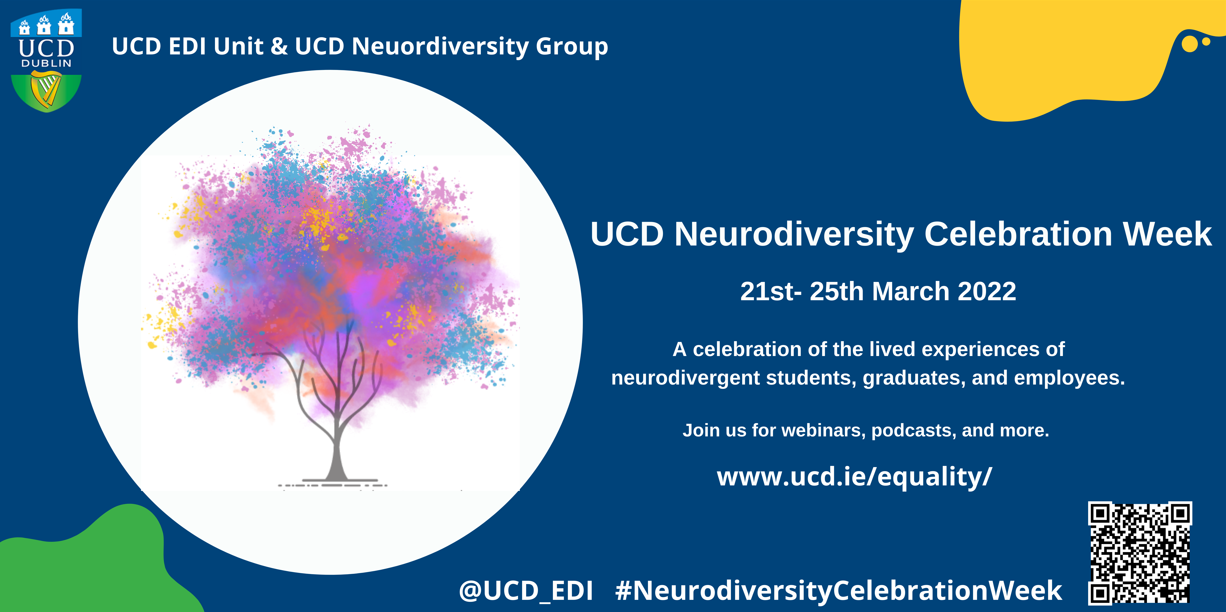 UCD
DUBLIN
UCD EDI Unit & UCD Neuordiversity Group
UCD Neurodiversity Celebration Week
21st- 25th March 2022
A celebration of the lived experiences of
neurodivergent students, graduates, and employees.
Join us for webinars, podcasts, and more.
www.ucd.ie/equality/
@UCD_EDI #NeurodiversityCelebrationWeek